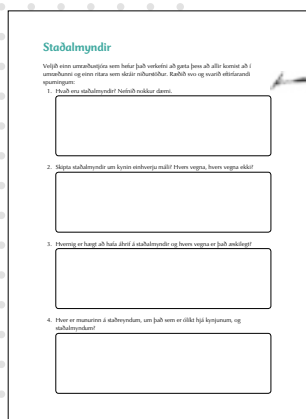 Staðalmyndir
Veljið einn umræðustjóra sem hefur það verkefni að gæta þess að allir komist að í
umræðunni og einn ritara sem skráir niðurstöður. Ræðið svo og svarið eftirfarandi
spurningum:
1. Hvað eru staðalmyndir? Nefnið nokkur dæmi.
2. Skipta staðalmyndir um kynin einhverju máli? Hvers vegna, hvers vegna ekki?
3. Hvernig er hægt að hafa áhrif á staðalmyndir og hvers vegna er það æskilegt?
4. Hver er munurinn á staðreyndum, um það sem er ólíkt hjá kynjunum, og
staðalmyndum?